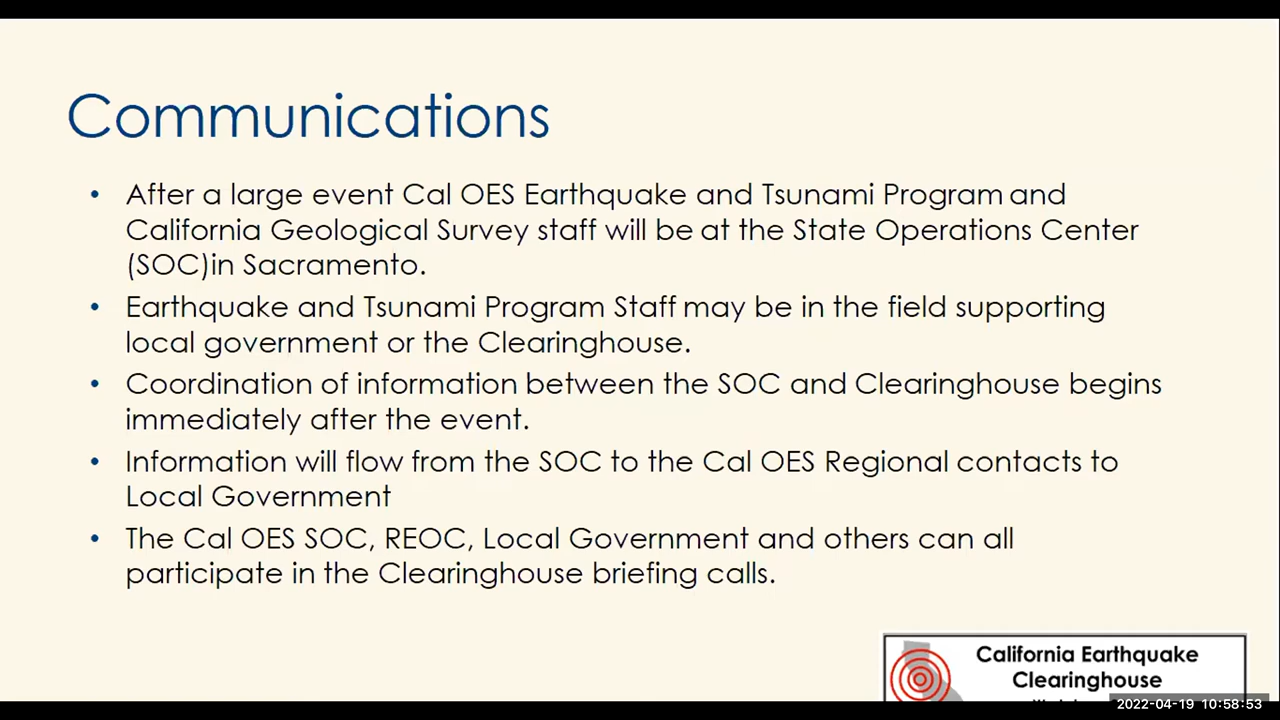 Communications
• After a large event Cal OES Earthquake and Tsunami Program and
California Geological Survey staff will be at the State Operations Center
(SOC)in Sacramento.
• Earthquake and Tsunami Program Staff may be in the field supporting
local government or the Clearinghouse.
• Coordination of information between the SOC and Clearinghouse begins
immediately after the event.
• Information will flow from the SOC to the Cal OES Regional contacts to
Local Government
• The Cal OES SOC, REOC, Local Government and others can all
participate in the Clearinghouse briefing calls.
California Earthquake
Clearinghouse
2022-04-19 10:58:53